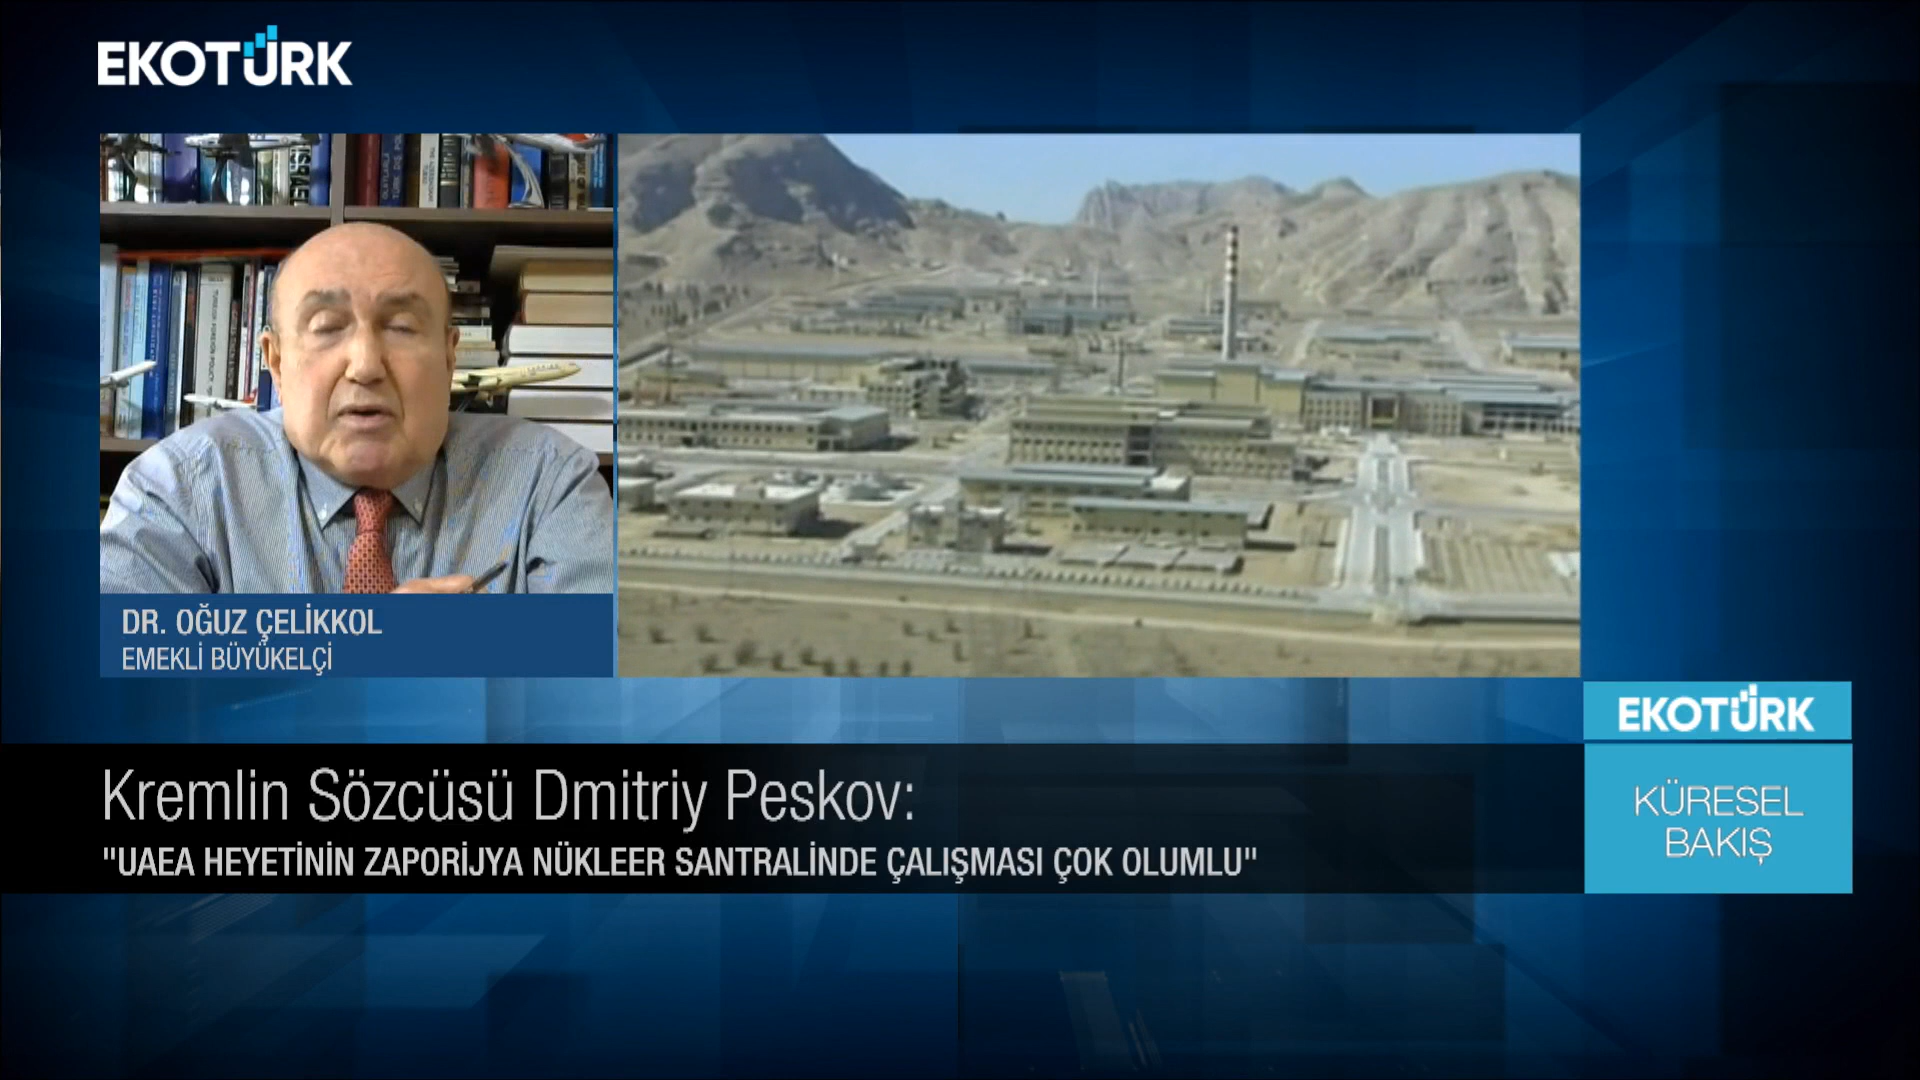 EKOTÜRK
DR. OĞUZ ÇELİKKOL
EMEKLİ BÜYÜKELÇİ
EKOTÜRK
KÜRESEL
BAKIŞ
Kremlin Sözcüsü Dmitriy Peskov:
"UAEA HEYETİNİN ZAPORİJYA NÜKLEER SANTRALİNDE ÇALIŞMASI ÇOK OLUMLU"